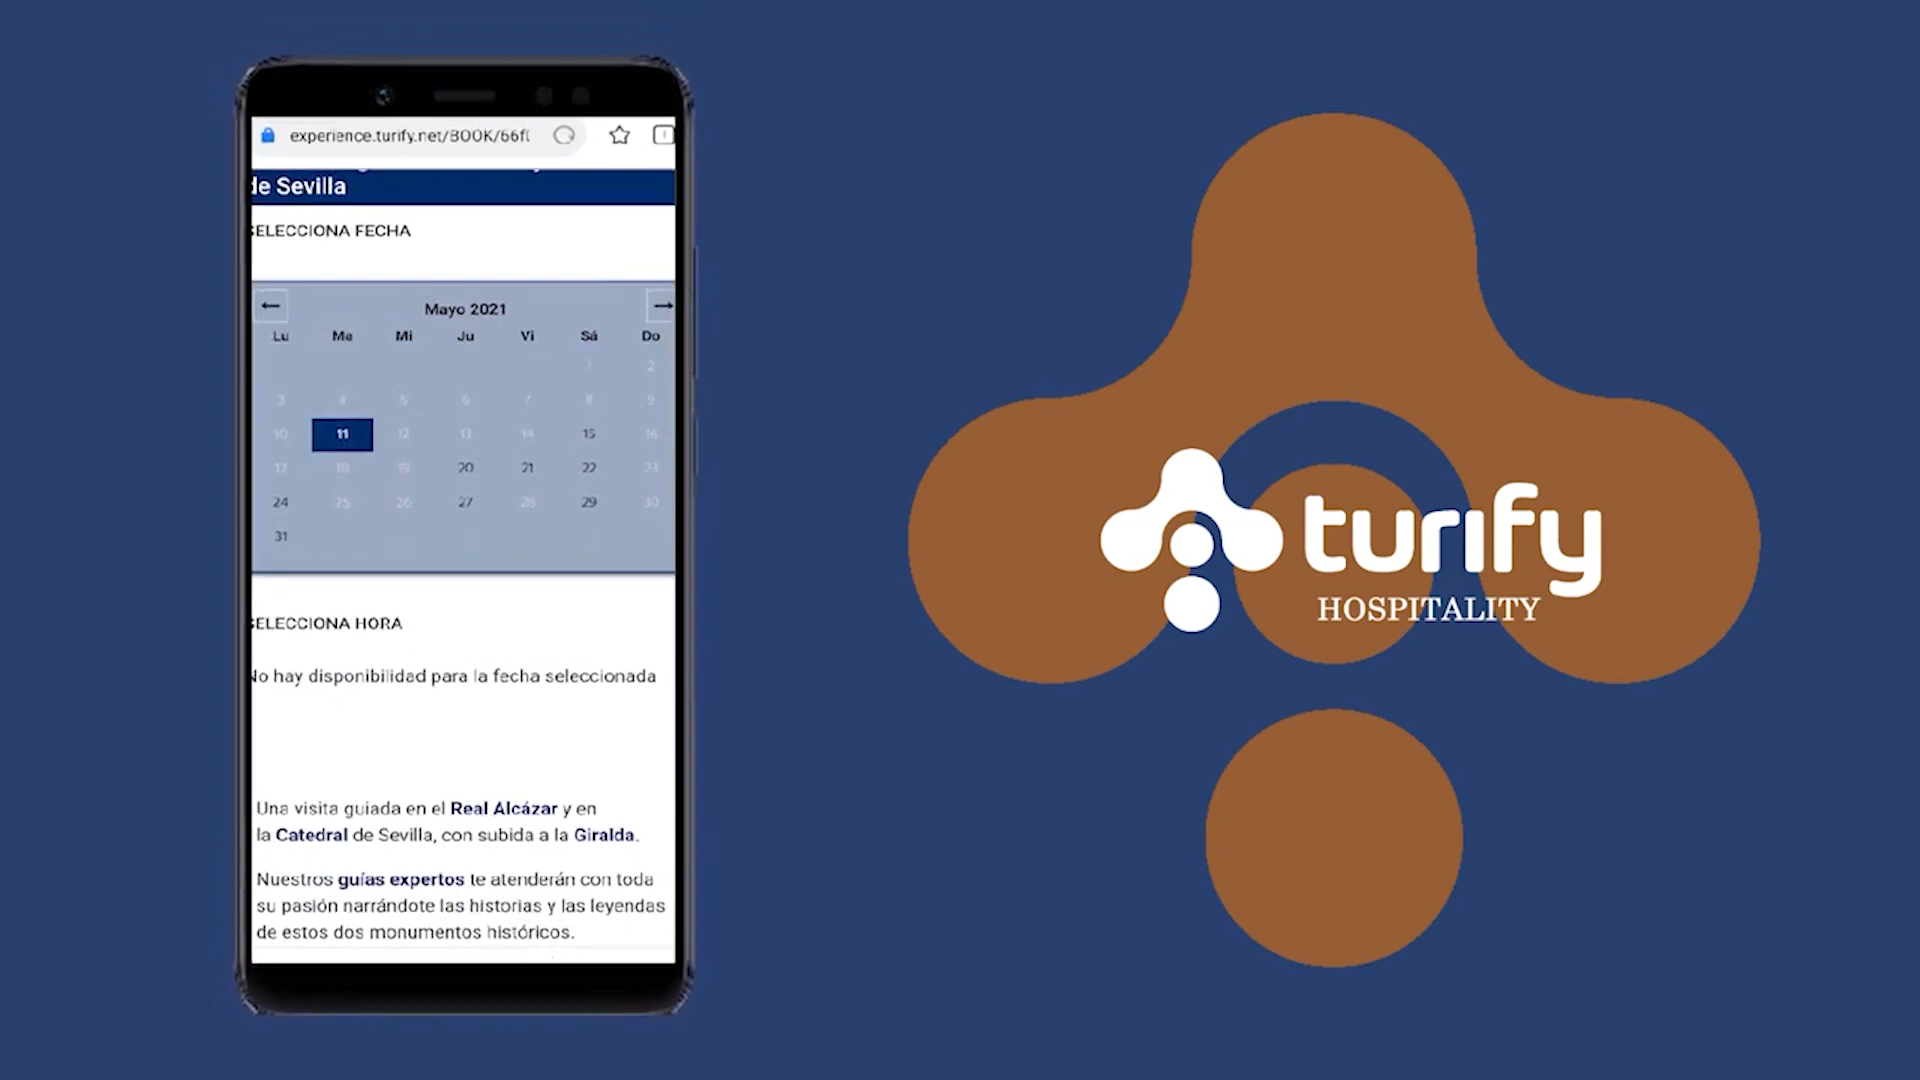 experience.turify.net/BOOK/66f
de Sevilla
SELECCIONA FECHA
Mayo 2021
Lu Ma Mi Ju Vi Sá Do
1 2
3 4 5 6 7 8 9
10 11 12 13 14 15 16
17 18 19 20 21 22 23
24 25 26 27 28 29 30
31
SELECCIONA HORA
No hay disponibilidad para la fecha seleccionada
Una visita guiada en el Real Alcázar y en
la Catedral de Sevilla, con subida a la Giralda.
Nuestros guías expertos te atenderán con toda
su pasión narrándote las historias y las leyendas
de estos dos monumentos históricos.
turify
HOSPITALITY